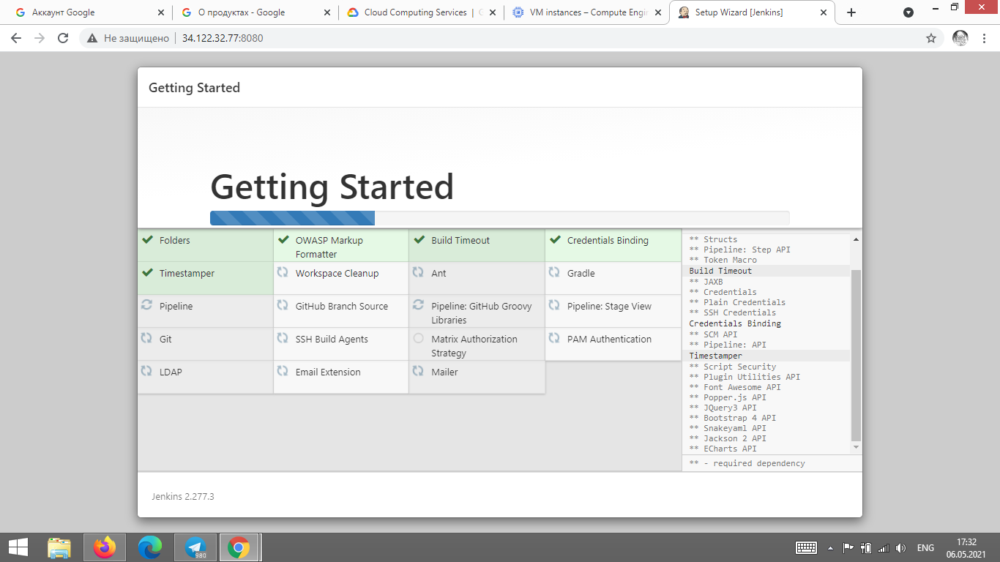 Аккаунт Google
О продуктах - Google
Cloud Computing Services |
VM instances – Compute Engi
Setup Wizard [Jenkins]
Не защищено
34.122.32.77:8080
Getting Started
Getting Started
Folders
OWASP Markup
Formatter
Build Timeout
Credentials Binding
Timestamper
Workspace Cleanup
Ant
Gradle
Pipeline
GitHub Branch Source
Pipeline: GitHub Groovy
Libraries
Pipeline: Stage View
Git
SSH Build Agents
Matrix Authorization
Strategy
PAM Authentication
LDAP
Email Extension
Mailer
** Structs
** Pipeline: Step API
** Token Macro
Build Timeout
** JAXB
** Credentials
** Plain Credentials
** SSH Credentials
Credentials Binding
** SCM API
** Pipeline: API
Timestamper
** Script Security
** Plugin Utilities API
** Font Awesome API
** Popper.js API
** JQuery3 API
** Bootstrap 4 API
** Snakeyaml API
** Jackson 2 API
** ECharts API
** - required dependency
Jenkins 2.277.3
980
ENG
17:32
06.05.2021